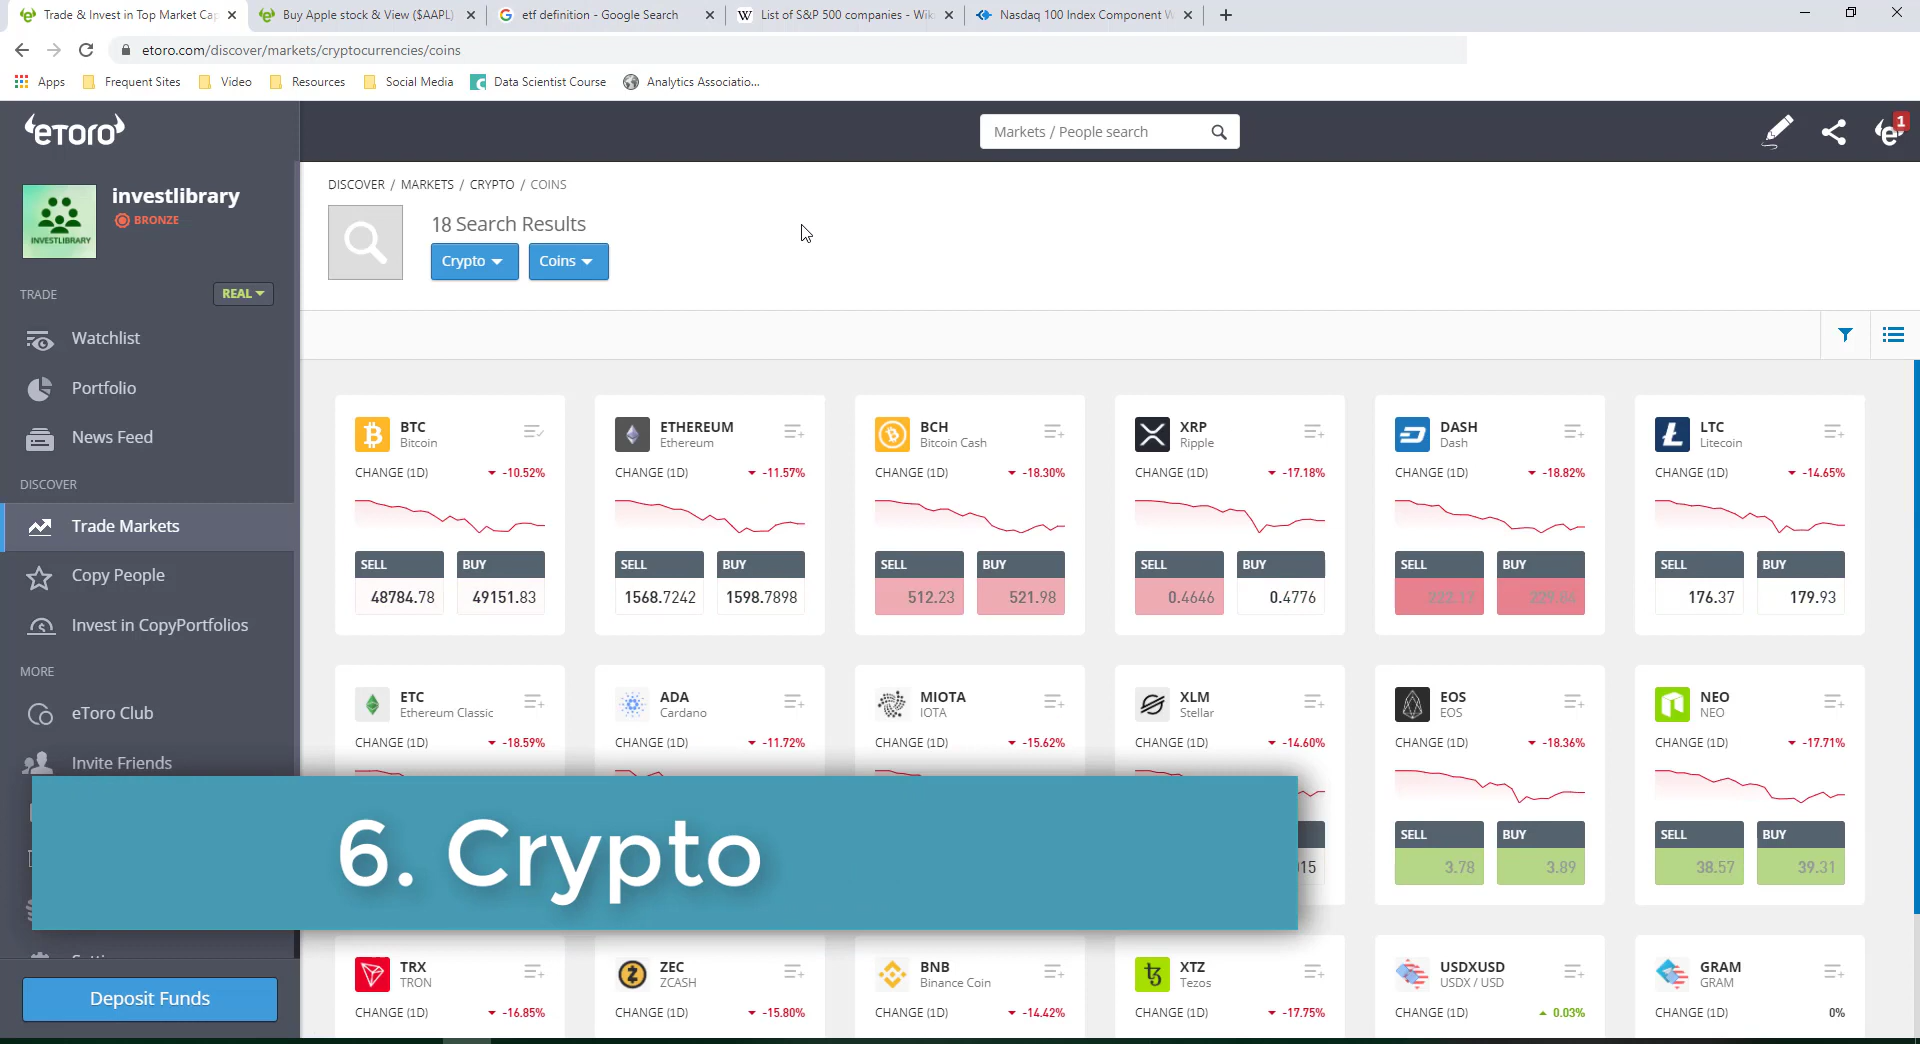 Trade & Invest in Top Market Cap
Buy Apple stock & View ($AAPL)
etf definition - Google Search
List of S&P 500 companies - Wiki
Nasdaq 100 Index Component W
etoro.com/discover/markets/cryptocurrencies/coins
Apps Frequent Sites Video Resources Social Media Data Scientist Course Analytics Associatio...
eToro
Markets / People search
1
investlibrary
BRONZE
INVESTLIBRARY
TRADE
REAL
Watchlist
Portfolio
News Feed
DISCOVER
Trade Markets
Copy People
Invest in CopyPortfolios
MORE
eToro Club
Invite Friends
Deposit Funds
DISCOVER / MARKETS / CRYPTO / COINS
18 Search Results
Crypto Coins
BTC
Bitcoin
CHANGE (1D) -10.52%
SELL BUY
48784.78 49151.83
ETHEREUM
Ethereum
CHANGE (1D) -11.57%
SELL BUY
1568.7242 1598.7898
BCH
Bitcoin Cash
CHANGE (1D) -18.30%
SELL BUY
512.23 521.98
XRP
Ripple
CHANGE (1D) -17.18%
SELL BUY
0.4646 0.4776
DASH
Dash
CHANGE (1D) -18.82%
SELL BUY
LTC
Litecoin
CHANGE (1D) -14.65%
SELL BUY
176.37 179.93
ETC
Ethereum Classic
CHANGE (1D) -18.59%
ADA
Cardano
CHANGE (1D) -11.72%
MIOTA
IOTA
CHANGE (1D) -15.62%
XLM
Stellar
CHANGE (1D) -14.60%
15
EOS
EOS
CHANGE (1D) -18.36%
SELL BUY
3.78 3.89
NEO
NEO
CHANGE (1D) -17.71%
SELL BUY
38.57 39.31
6. Crypto
TRX
TRON
CHANGE (1D) -16.85%
ZEC
ZCASH
CHANGE (1D) -15.80%
BNB
Binance Coin
CHANGE (1D) -14.42%
XTZ
Tezos
CHANGE (1D) -17.75%
USDXUSD
USDX / USD
CHANGE (1D) 0.03%
GRAM
GRAM
CHANGE (1D) 0%